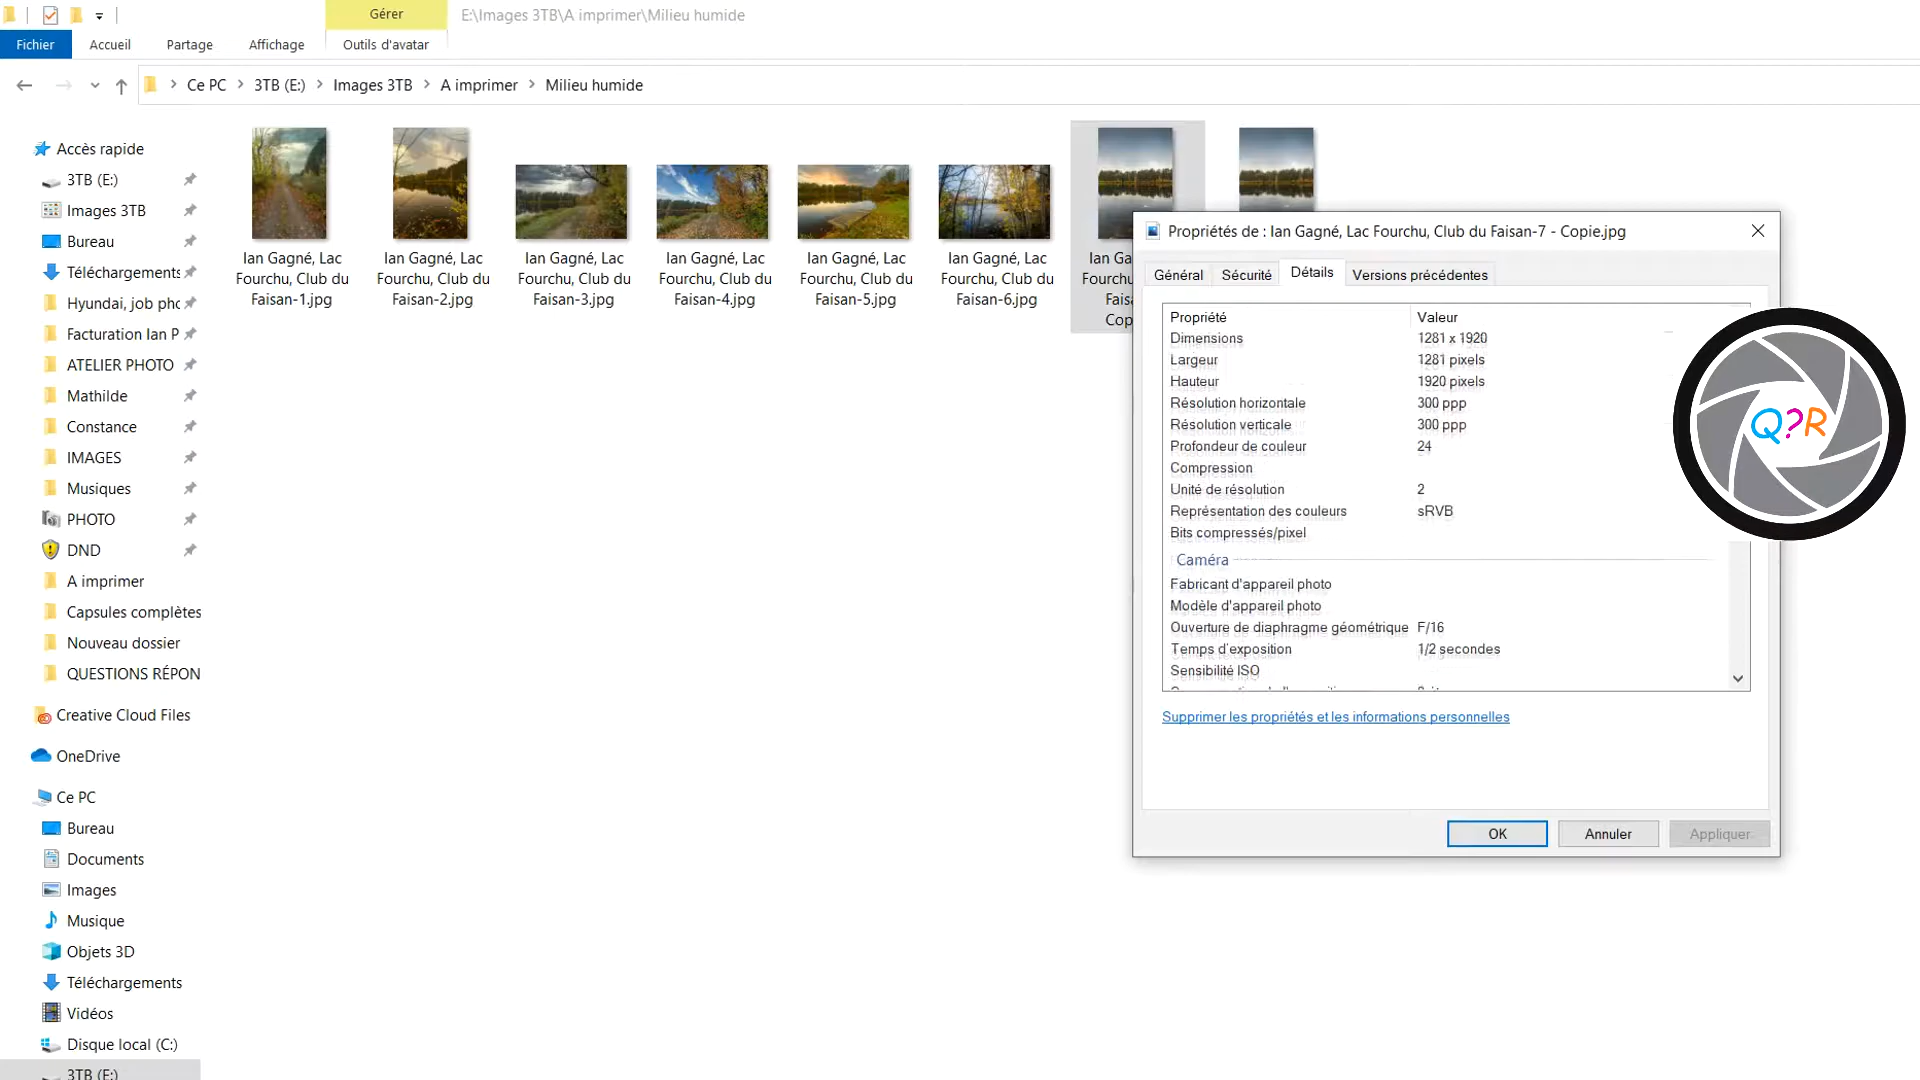 Gérer
E:\Images 3TB\A imprimer\Milieu humide
Fichier
Accueil
Partage
Affichage
Outils d'avatar
Ce PC
3TB (E:)
Images 3TB
A imprimer
Milieu humide
Accès rapide
3TB (E:)
Images 3TB
Bureau
Téléchargements
Hyundai, job phc
Facturation Ian P
ATELIER PHOTO
Mathilde
Constance
IMAGES
Musiques
PHOTO
DND
A imprimer
Capsules complètes
Nouveau dossier
QUESTIONS RÉPON
Creative Cloud Files
OneDrive
Ce PC
Bureau
Documents
Images
Musique
Objets 3D
Téléchargements
Vidéos
Disque local (C:)
3TB (E:)
Ian Gagné, Lac
Fourchu, Club du
Faisan-1.jpg
Ian Gagné, Lac
Fourchu, Club du
Faisan-2.jpg
Ian Gagné, Lac
Fourchu, Club du
Faisan-3.jpg
Ian Gagné, Lac
Fourchu, Club du
Faisan-4.jpg
Ian Gagné, Lac
Fourchu, Club du
Faisan-5.jpg
Ian Gagné, Lac
Fourchu, Club du
Faisan-6.jpg
Ian Ga
Fourchu
Fais
Cop
Propriétés de : Ian Gagné, Lac Fourchu, Club du Faisan-7 - Copie.jpg
Général
Sécurité
Détails
Versions précédentes
Propriété Valeur
Dimensions 1281 x 1920
Largeur 1281 pixels
Hauteur 1920 pixels
Résolution horizontale 300 ppp
Résolution verticale 300 ppp
Profondeur de couleur 24
Compression
Unité de résolution 2
Représentation des couleurs sRVB
Bits compressés/pixel
Caméra
Fabricant d'appareil photo
Modèle d'appareil photo
Ouverture de diaphragme géométrique F/16
Temps d'exposition 1/2 secondes
Sensibilité ISO
Supprimer les propriétés et les informations personnelles
OK
Annuler
Appliquer
Q?R